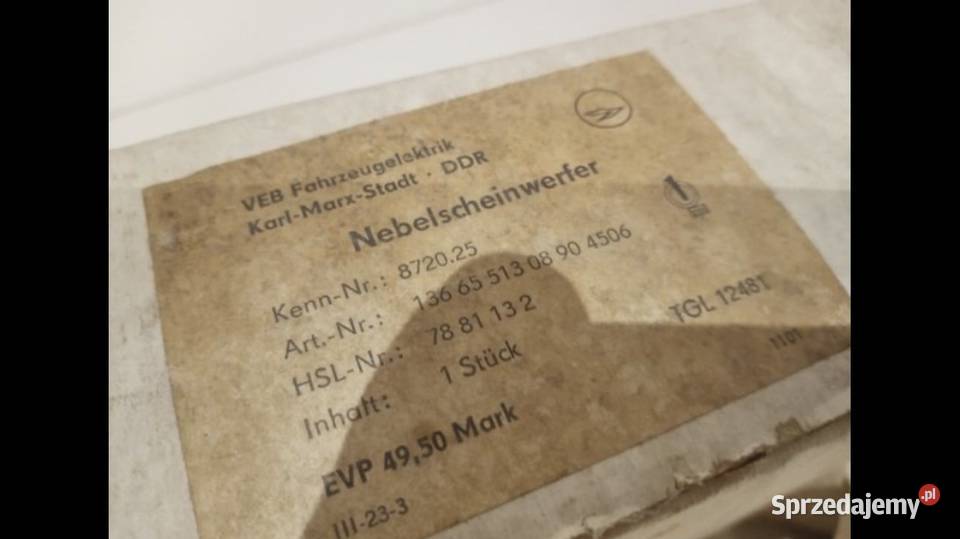 VEB Fahrzeugelektrik
Karl-Marx-Stadt · DDR
Nebelscheinwerfer
Kenn-Nr.: 8720.25
Art.-Nr.: 136 65 513 08 90 4506
HSL-Nr.: 78 81 13 2
Inhalt: 1 Stück
TGL 12481
EVP 49,50 Mark
1101
III-23-3
1
Sprzedajemy.pl